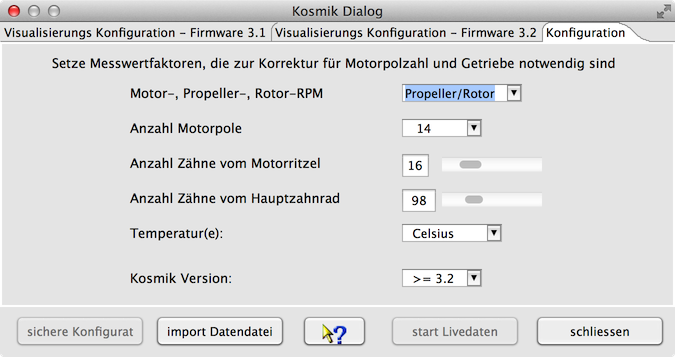 Kosmik Dialog
Visualisierungs Konfiguration – Firmware 3.1 Visualisierungs Konfiguration – Firmware 3.2 Konfiguration
Setze Messwertfaktoren, die zur Korrektur für Motorpolzahl und Getriebe notwendig sind
Motor-, Propeller-, Rotor-RPM Propeller/Rotor
Anzahl Motorpole 14
Anzahl Zähne vom Motorritzel 16
Anzahl Zähne vom Hauptzahnrad 98
Temperatur(e): Celsius
Kosmik Version: >= 3.2
sichere Konfigurat import Datendatei ? start Livedaten schliessen